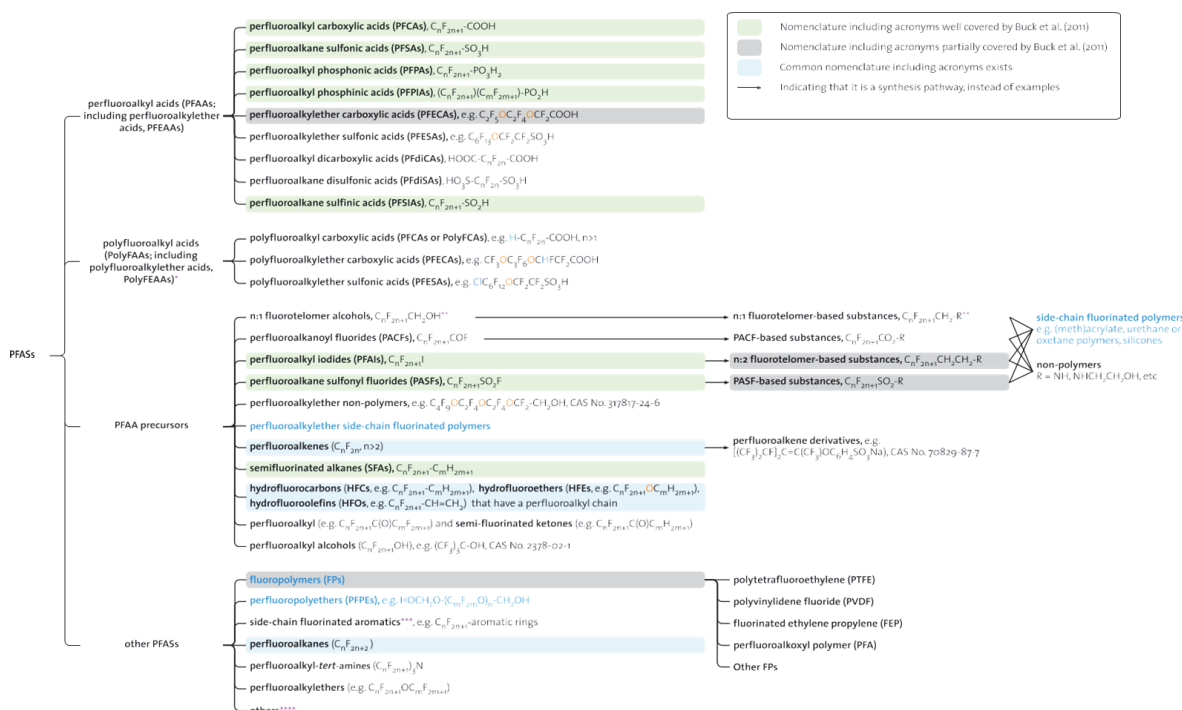 perfluoroalkyl carboxylic acids (PFCAs), CnF2n+1-COOH
perfluoroalkane sulfonic acids (PFSAs), CnF2n+1-SO3H
perfluoroalkyl phosphonic acids (PFPAs), CnF2n+1-PO3H2
perfluoroalkyl phosphinic acids (PFPIAs), (CnF2n+1)(CmF2m+1)-PO2H
perfluoroalkyl acids (PFAAs;
including perfluoroalkylether
acids, PFEAAs)
perfluoroalkylether carboxylic acids (PFECAs), e.g. C2F5OC2F4OCF2COOH
perfluoroalkylether sulfonic acids (PFESAs), e.g. C6F13OCF2CF2SO3H
perfluoroalkyl dicarboxylic acids (PFdiCAs), HOOC-CnF2n-COOH
perfluoroalkane disulfonic acids (PFdiSAs), HO3S-CnF2n-SO3H
perfluoroalkane sulfinic acids (PFSIAs), CnF2n+1-SO2H
Nomenclature including acronyms well covered by Buck et al. (2011)
Nomenclature including acronyms partially covered by Buck et al. (2011)
Common nomenclature including acronyms exists
Indicating that it is a synthesis pathway, instead of examples
polyfluoroalkyl acids
(PolyFAAs; including
polyfluoroalkylether acids,
PolyFEAAs)*
polyfluoroalkyl carboxylic acids (PFCAs or PolyFCAs), e.g. H-CnF2n-COOH, n>1
polyfluoroalkylether carboxylic acids (PFECAs), e.g. CF3OC3F6OCHFCF2COOH
polyfluoroalkylether sulfonic acids (PFESAs), e.g. ClC6F12OCF2CF2SO3H
PFASs
PFAA precursors
n:1 fluorotelomer alcohols, CnF2n+1CH2OH**
n:1 fluorotelomer-based substances, CnF2n+1CH2-R**
perfluoroalkanoyl fluorides (PACFs), CnF2n+1COF
PACF-based substances, CnF2n+1CO2-R
perfluoroalkyl iodides (PFAIs), CnF2n+1I
n:2 fluorotelomer-based substances, CnF2n+1CH2CH2-R
perfluoroalkane sulfonyl fluorides (PASFs), CnF2n+1SO2F
PASF-based substances, CnF2n+1SO2-R
side-chain fluorinated polymers
e.g. (meth)acrylate, urethane or
oxetane polymers, silicones
non-polymers
R = NH, NHCH2CH2OH, etc
perfluoroalkylether non-polymers, e.g. C4F9OC2F4OC2F4OCF2-CH2OH, CAS No. 317817-24-6
perfluoroalkylether side-chain fluorinated polymers
perfluoroalkenes (CnF2n, n>2)
perfluoroalkene derivatives, e.g.
[(CF3)2CF]2C=C(CF3)OC6H4SO3Na), CAS No. 70829-87-7
semifluorinated alkanes (SFAs), CnF2n+1-CmH2m+1
hydrofluorocarbons (HFCs, e.g. CnF2n+1-CmH2m+1), hydrofluoroethers (HFEs, e.g. CnF2n+1OCmH2m+1),
hydrofluoroolefins (HFOs, e.g. CnF2n+1-CH=CH2) that have a perfluoroalkyl chain
perfluoroalkyl (e.g. CnF2n+1C(O)CmF2m+1) and semi-fluorinated ketones (e.g. CnF2n+1C(O)CmH2m+1)
perfluoroalkyl alcohols (CnF2n+1OH), e.g. (CF3)3C-OH, CAS No. 2378-02-1
other PFASs
fluoropolymers (FPs)
perfluoropolyethers (PFPEs), e.g. HOCH2O-(CmF2mO)n-CH2OH
side-chain fluorinated aromatics***, e.g. CnF2n+1-aromatic rings
perfluoroalkanes (CnF2n+2)
perfluoroalkyl-tert-amines (CnF2n+1)3N
perfluoroalkylethers (e.g. CnF2n+1OCmF2m+1)
others****
polytetrafluoroethylene (PTFE)
polyvinylidene fluoride (PVDF)
fluorinated ethylene propylene (FEP)
perfluoroalkoxyl polymer (PFA)
Other FPs